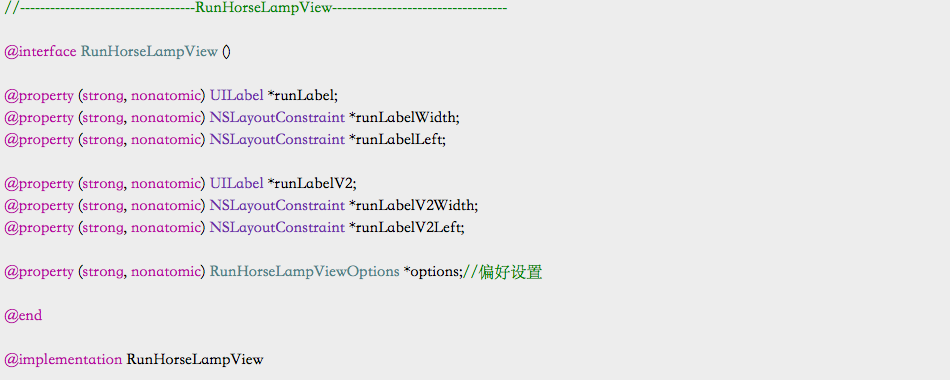 //-----------------------------------RunHorseLampView-----------------------------------
@interface RunHorseLampView ()
@property (strong, nonatomic) UILabel *runLabel;
@property (strong, nonatomic) NSLayoutConstraint *runLabelWidth;
@property (strong, nonatomic) NSLayoutConstraint *runLabelLeft;
@property (strong, nonatomic) UILabel *runLabelV2;
@property (strong, nonatomic) NSLayoutConstraint *runLabelV2Width;
@property (strong, nonatomic) NSLayoutConstraint *runLabelV2Left;
@property (strong, nonatomic) RunHorseLampViewOptions *options;//偏好设置
@end
@implementation RunHorseLampView